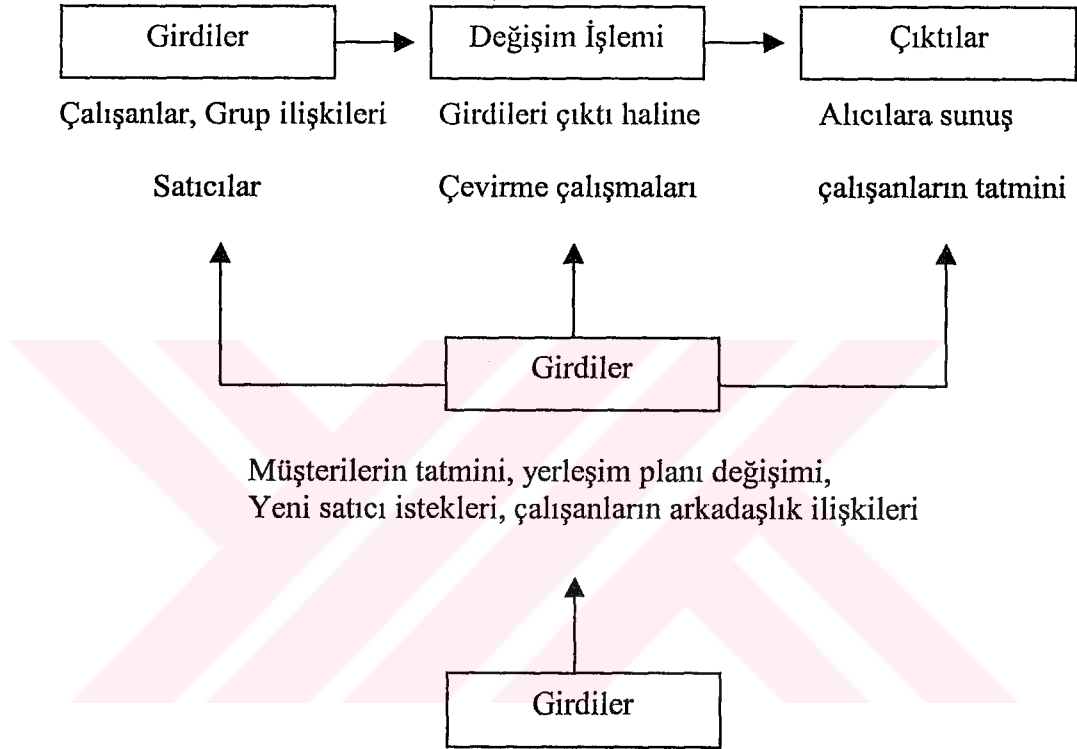 Girdiler
Değişim İşlemi
Çıktılar
Çalışanlar, Grup ilişkileri
Girdileri çıktı haline
Alıcılara sunuş
Satıcılar
Çevirme çalışmaları
çalışanların tatmini
Girdiler
Müşterilerin tatmini, yerleşim planı değişimi,
Yeni satıcı istekleri, çalışanların arkadaşlık ilişkileri
Girdiler